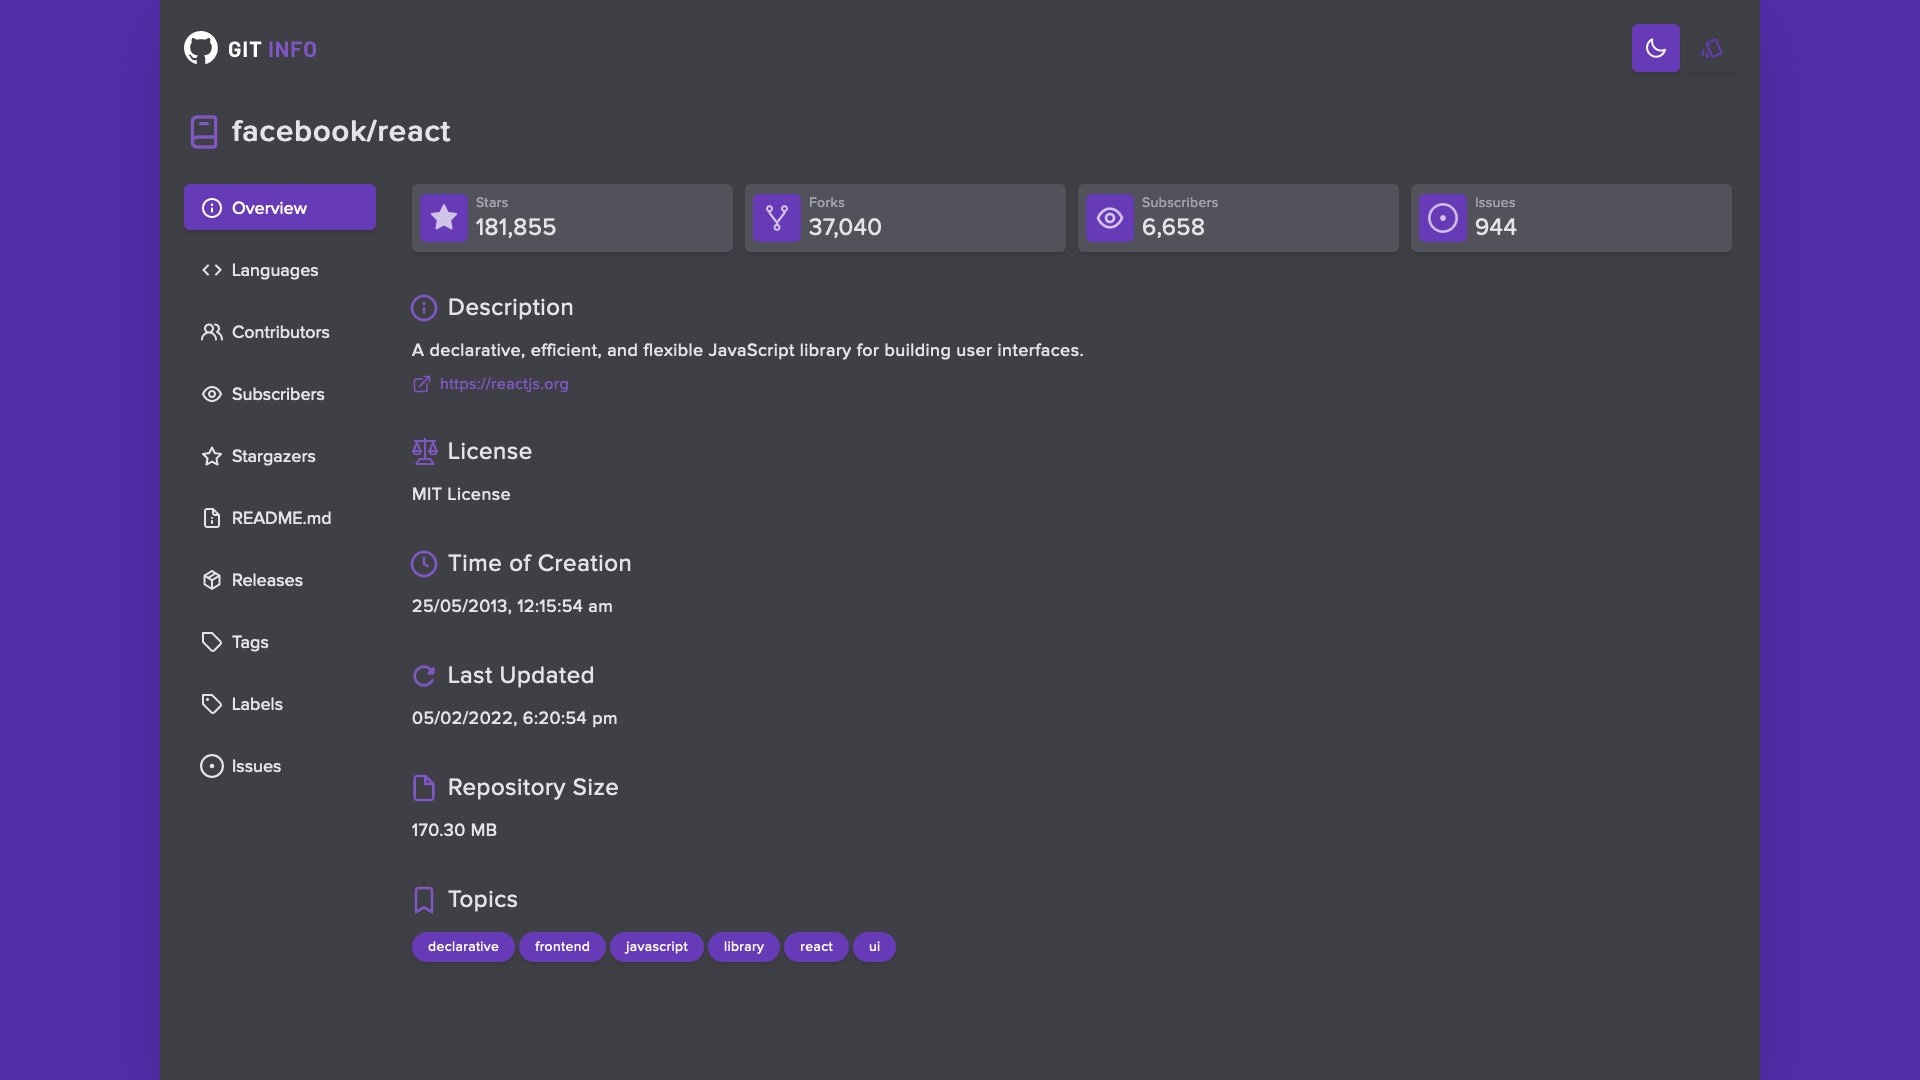 GIT INFO
facebook/react
Overview
Languages
Contributors
Subscribers
Stargazers
README.md
Releases
Tags
Labels
Issues
Stars
181,855
Forks
37,040
Subscribers
6,658
Issues
944
Description
A declarative, efficient, and flexible JavaScript library for building user interfaces.
https://reactjs.org
License
MIT License
Time of Creation
25/05/2013, 12:15:54 am
Last Updated
05/02/2022, 6:20:54 pm
Repository Size
170.30 MB
Topics
declarative frontend javascript library react ui